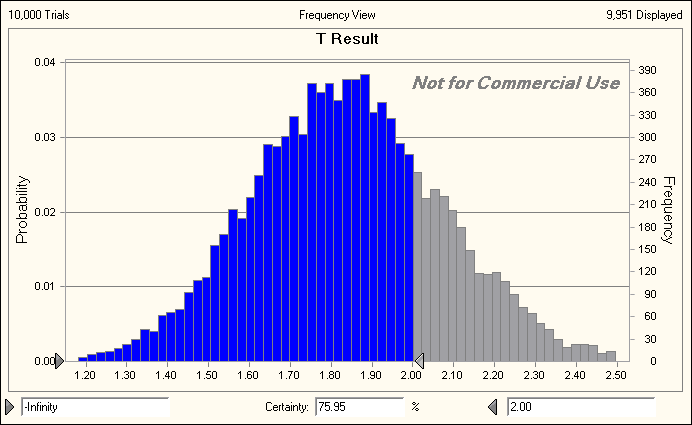 10,000 Trials Frequency View 9,951 Displayed
T Result
Not for Commercial Use
0.04
0.03
0.02
0.01
0.00
Probability
390
360
330
300
270
240
210
180
150
120
90
60
30
0
Frequency
1.20 1.30 1.40 1.50 1.60 1.70 1.80 1.90 2.00 2.10 2.20 2.30 2.40 2.50
-Infinity Certainty: 75.95 % 2.00